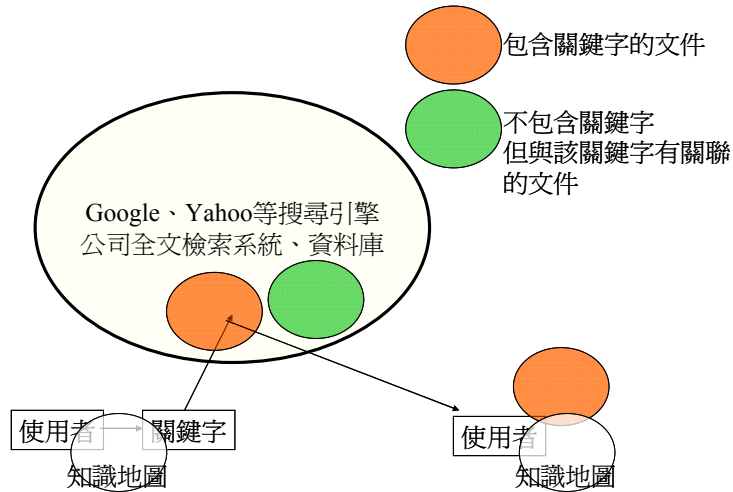 包含關鍵字的文件
不包含關鍵字
但與該關鍵字有關聯
的文件
Google、Yahoo等搜尋引擎
公司全文檢索系統、資料庫
使用者
關鍵字
知識地圖
使用者
知識地圖